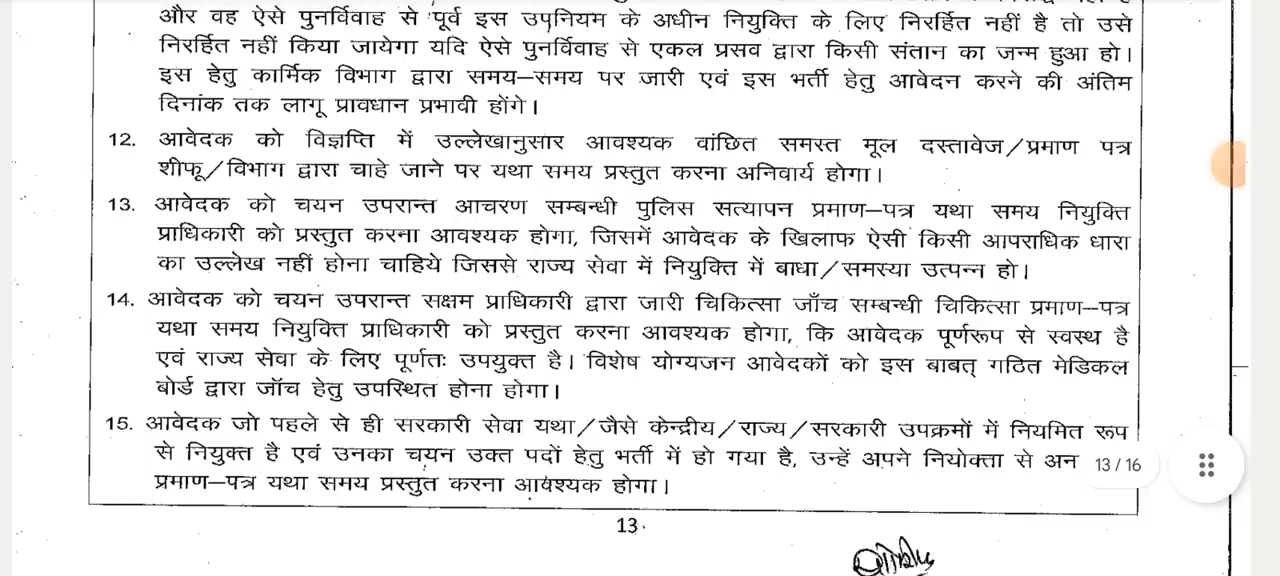 और वह ऐसे पुनर्विवाह से पूर्व इस उपनियम के अधीन नियुक्ति के लिए निरर्हित नहीं है तो उसे
निरर्हित नहीं किया जायेगा यदि ऐसे पुनर्विवाह से एकल प्रसव द्वारा किसी संतान का जन्म हुआ हो।
इस हेतु कार्मिक विभाग द्वारा समय–समय पर जारी एवं इस भर्ती हेतु आवेदन करने की अंतिम
दिनांक तक लागू प्रावधान प्रभावी होंगे।
12. आवेदक को विज्ञप्ति में उल्लेखानुसार आवश्यक वांछित समस्त मूल दस्तावेज/प्रमाण पत्र
शीफू/विभाग द्वारा चाहे जाने पर यथा समय प्रस्तुत करना अनिवार्य होगा।
13. आवेदक को चयन उपरान्त आचरण सम्बन्धी पुलिस सत्यापन प्रमाण–पत्र यथा समय नियुक्ति
प्राधिकारी को प्रस्तुत करना आवश्यक होगा, जिसमें आवेदक के खिलाफ ऐसी किसी आपराधिक धारा
का उल्लेख नहीं होना चाहिये जिससे राज्य सेवा में नियुक्ति में बाधा/समस्या उत्पन्न हो।
14. आवेदक को चयन उपरान्त सक्षम प्राधिकारी द्वारा जारी चिकित्सा जाँच सम्बन्धी चिकित्सा प्रमाण–पत्र
यथा समय नियुक्ति प्राधिकारी को प्रस्तुत करना आवश्यक होगा, कि आवेदक पूर्णरूप से स्वस्थ है
एवं राज्य सेवा के लिए पूर्णतः उपयुक्त है। विशेष योग्यजन आवेदकों को इस बाबत् गठित मेडिकल
बोर्ड द्वारा जॉच हेतु उपस्थित होना होगा।
15. आवेदक जो पहले से ही सरकारी सेवा यथा/जैसे केन्द्रीय/राज्य/सरकारी उपक्रमों में नियमित रूप
से नियुक्त है एवं उनका चयन उक्त पदों हेतु भर्ती में हो गया है, उन्हें अपने नियोक्ता से अन
13/16
प्रमाण–पत्र यथा समय प्रस्तुत करना आवश्यक होगा।
13